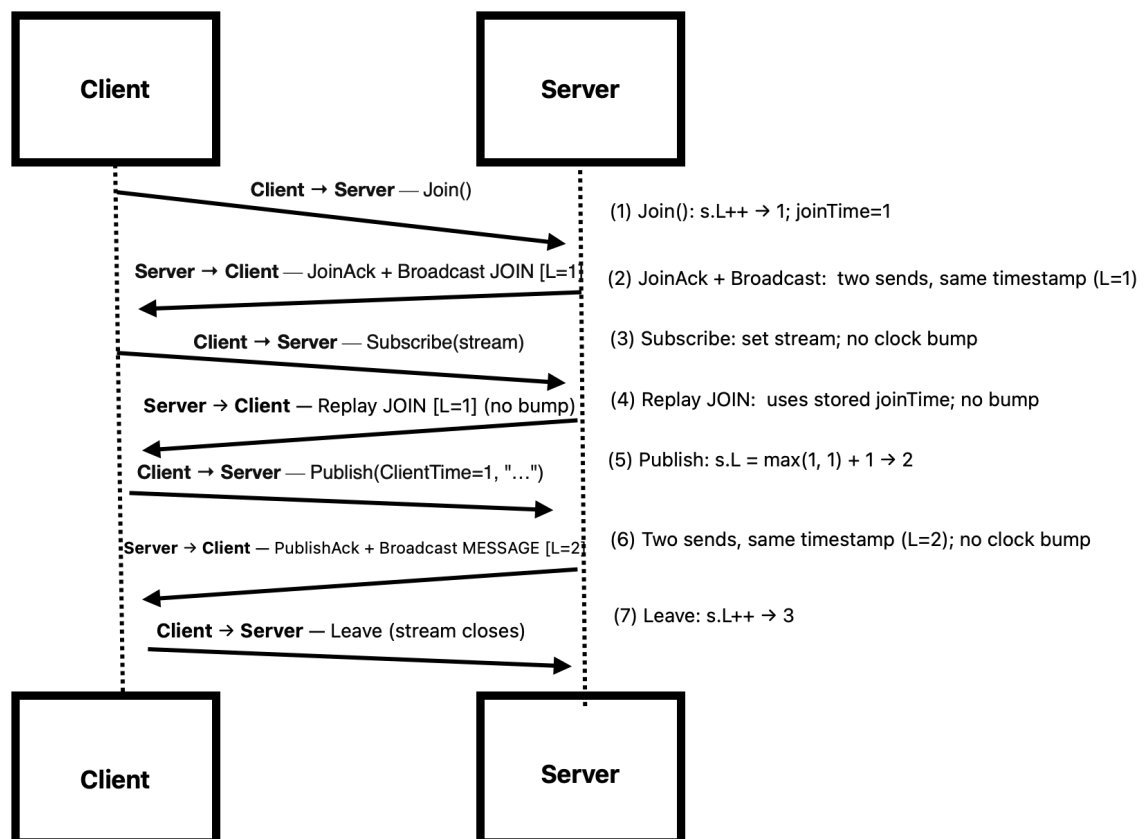 Client
Server
Client → Server — Join()
(1) Join(): s.L++ → 1; joinTime=1
Server → Client — JoinAck + Broadcast JOIN [L=1]
(2) JoinAck + Broadcast: two sends, same timestamp (L=1)
Client → Server — Subscribe(stream)
(3) Subscribe: set stream; no clock bump
Server → Client — Replay JOIN [L=1] (no bump)
(4) Replay JOIN: uses stored joinTime; no bump
Client → Server — Publish(ClientTime=1, "...")
(5) Publish: s.L = max(1, 1) + 1 → 2
Server → Client — PublishAck + Broadcast MESSAGE [L=2]
(6) Two sends, same timestamp (L=2); no clock bump
Client → Server — Leave (stream closes)
(7) Leave: s.L++ → 3
Client
Server